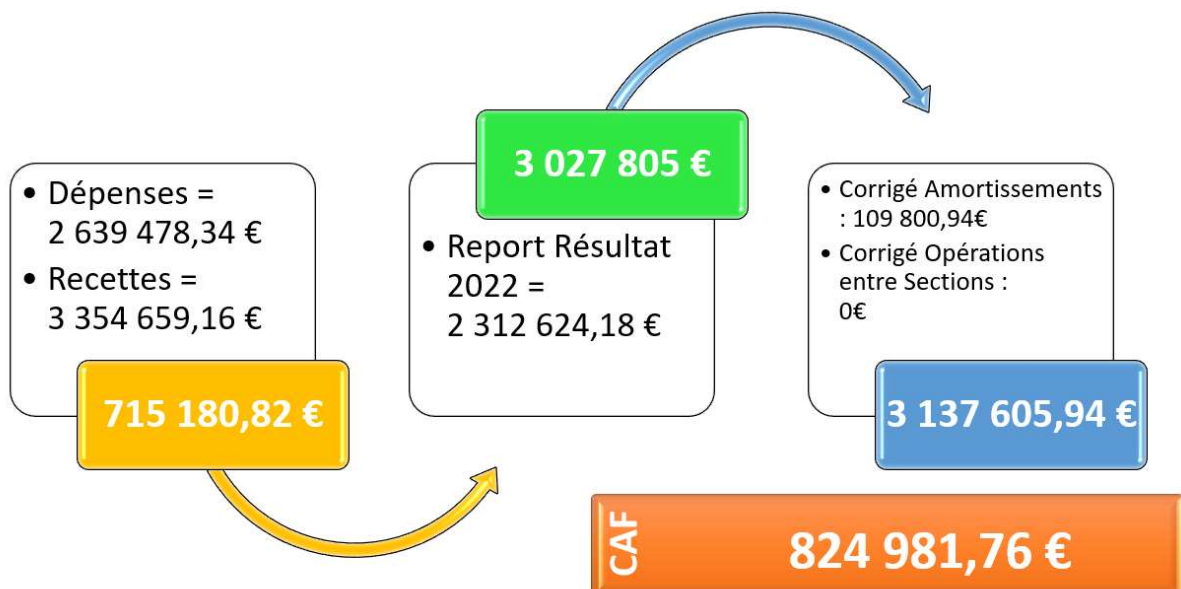 • Dépenses =
2 639 478,34 €
• Recettes =
3 354 659,16 €
715 180,82 €
3 027 805 €
• Report Résultat
2022 =
2 312 624,18 €
• Corrigé Amortissements
: 109 800,94€
• Corrigé Opérations
entre Sections :
0€
3 137 605,94 €
CAF
824 981,76 €